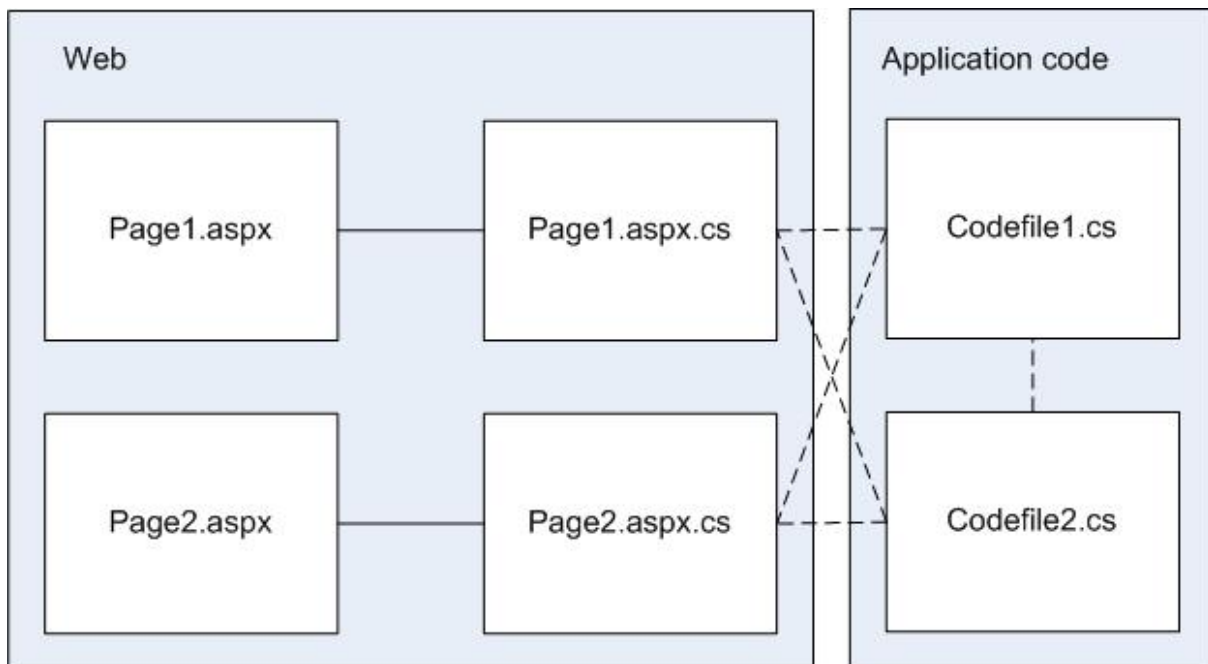 Web
Application code
Page1.aspx
Page1.aspx.cs
Codefile1.cs
Page2.aspx
Page2.aspx.cs
Codefile2.cs